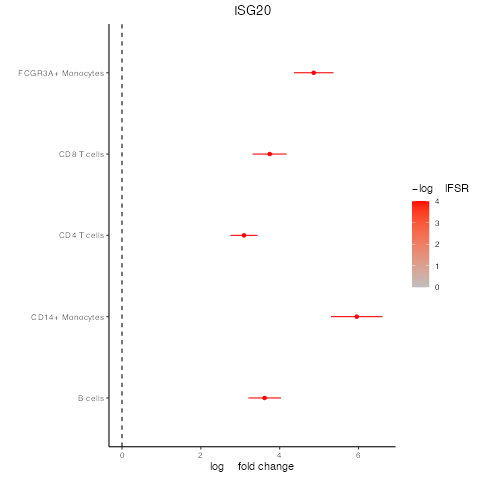 ISG20
FCGR3A+ Monocytes
CD8 T cells
CD4 T cells
CD14+ Monocytes
B cells
0 2 4 6
log fold change
−log lFSR
4
3
2
1
0